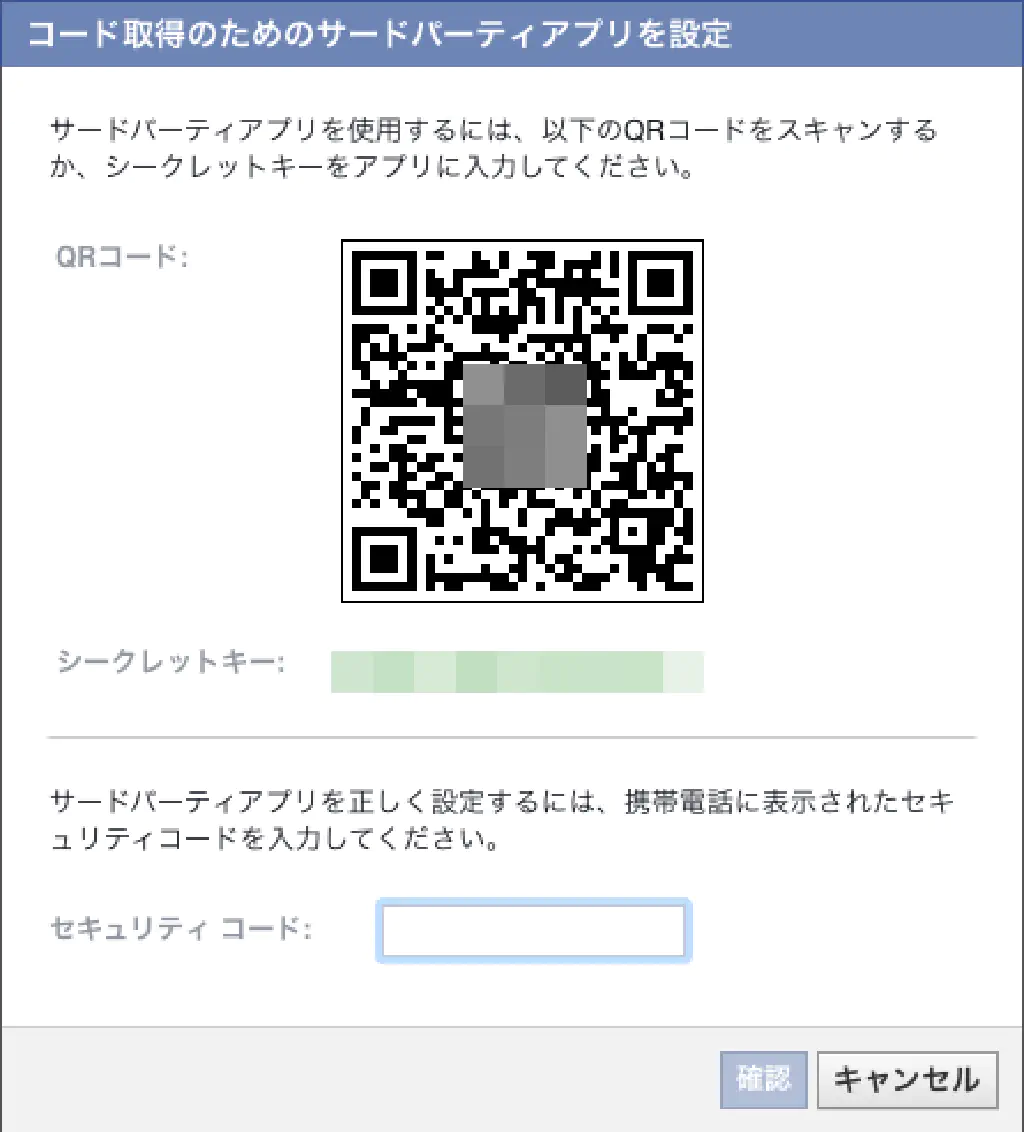 コード取得のためのサードパーティアプリを設定
サードパーティアプリを使用するには、以下のQRコードをスキャンする
か、シークレットキーをアプリに入力してください。
QRコード:
シークレットキー:
サードパーティアプリを正しく設定するには、携帯電話に表示されたセキ
ュリティコードを入力してください。
セキュリティ コード:
確認 キャンセル